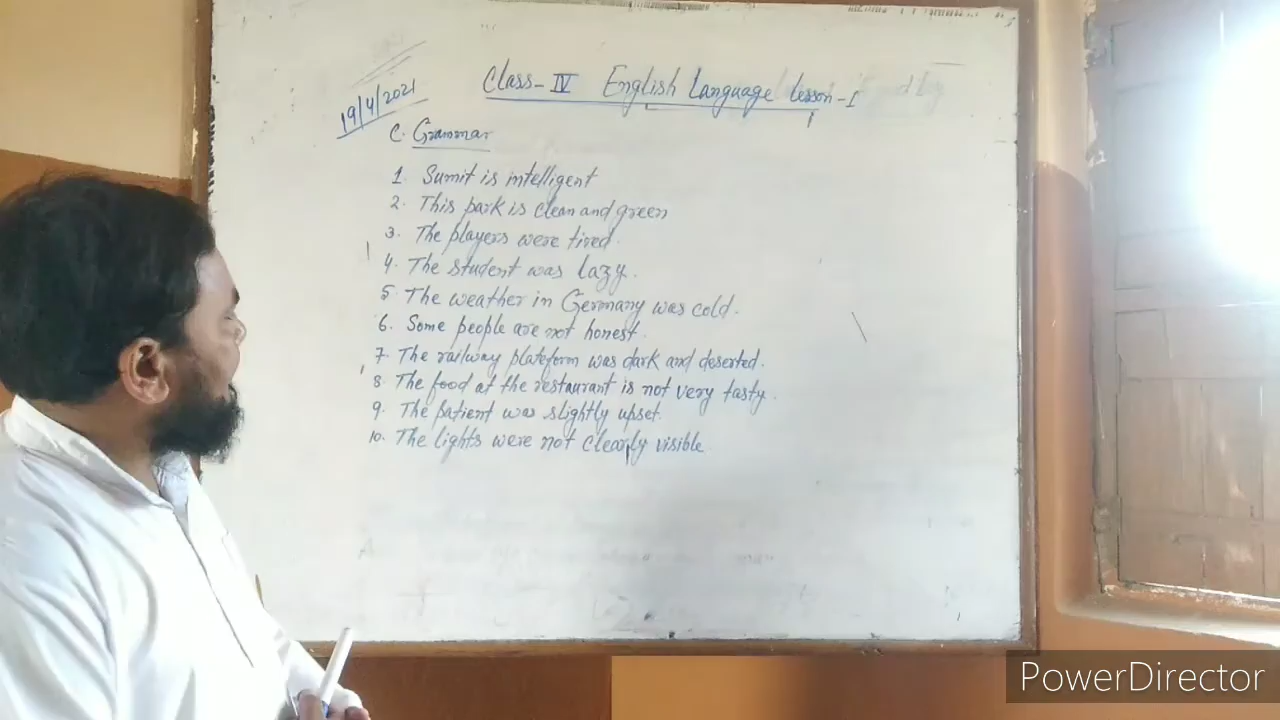 19/4/2021
Class-IV English Language Lesson-I
C. Grammar
1. Sumit is intelligent
2. This park is clean and green
3. The players were tired.
4. The student was lazy.
5. The weather in Germany was cold.
6. Some people are not honest.
7. The railway plateform was dark and deserted.
8. The food at the restaurant is not very tasty.
9. The patient was slightly upset.
10. The lights were not clearly visible
PowerDirector